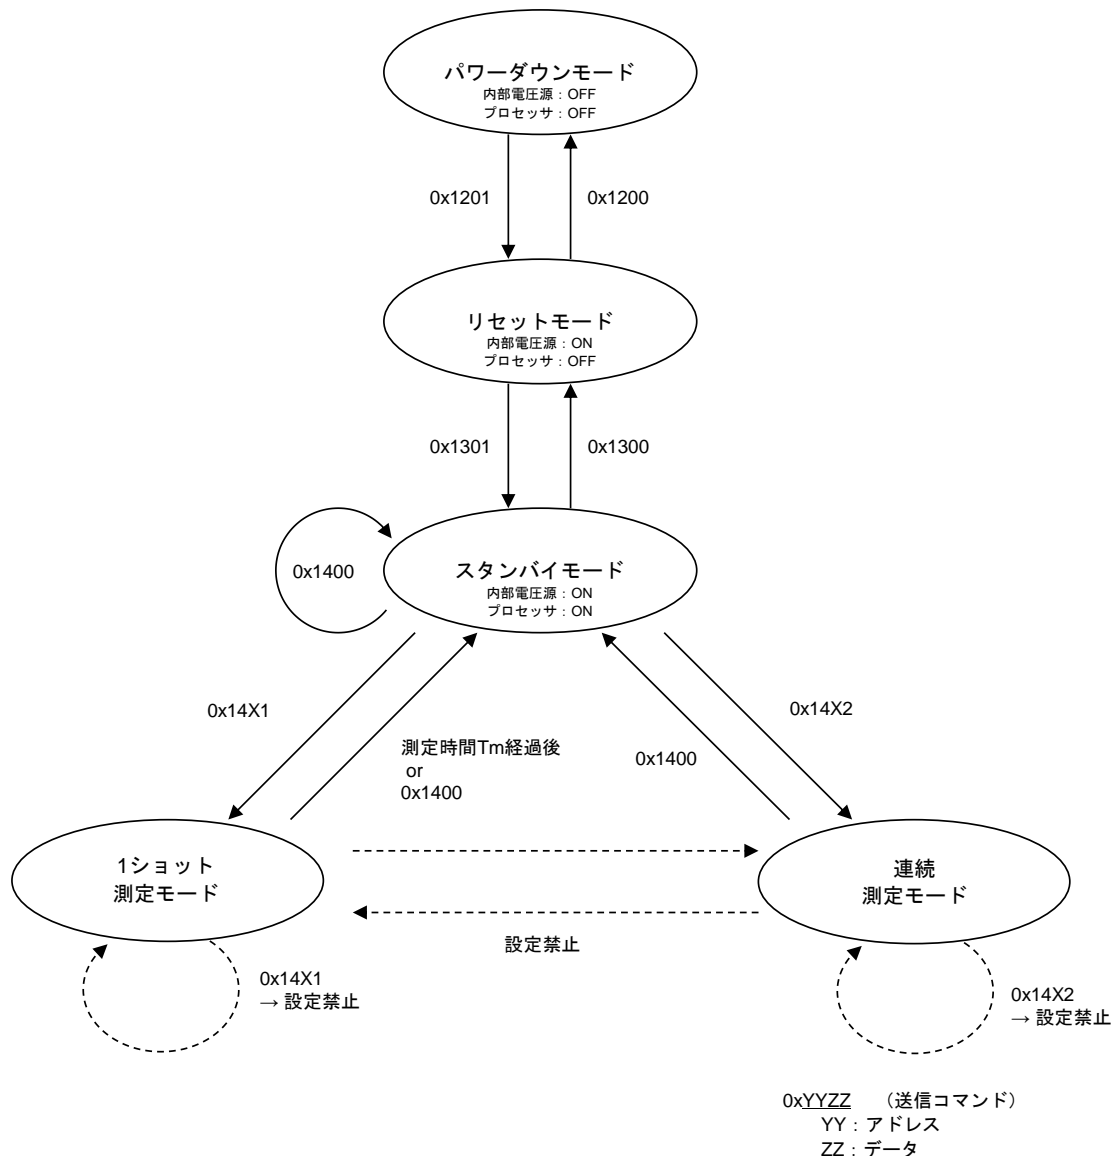 パワーダウンモード
内部電圧源：OFF
プロセッサ：OFF
0x1201
0x1200
リセットモード
内部電圧源：ON
プロセッサ：OFF
0x1301
0x1300
0x1400
スタンバイモード
内部電圧源：ON
プロセッサ：ON
0x14X1
測定時間Tm経過後
or
0x1400
0x1400
0x14X2
1ショット
測定モード
連続
測定モード
設定禁止
0x14X1
→ 設定禁止
0x14X2
→ 設定禁止
0xYYZZ （送信コマンド）
YY：アドレス
ZZ：データ